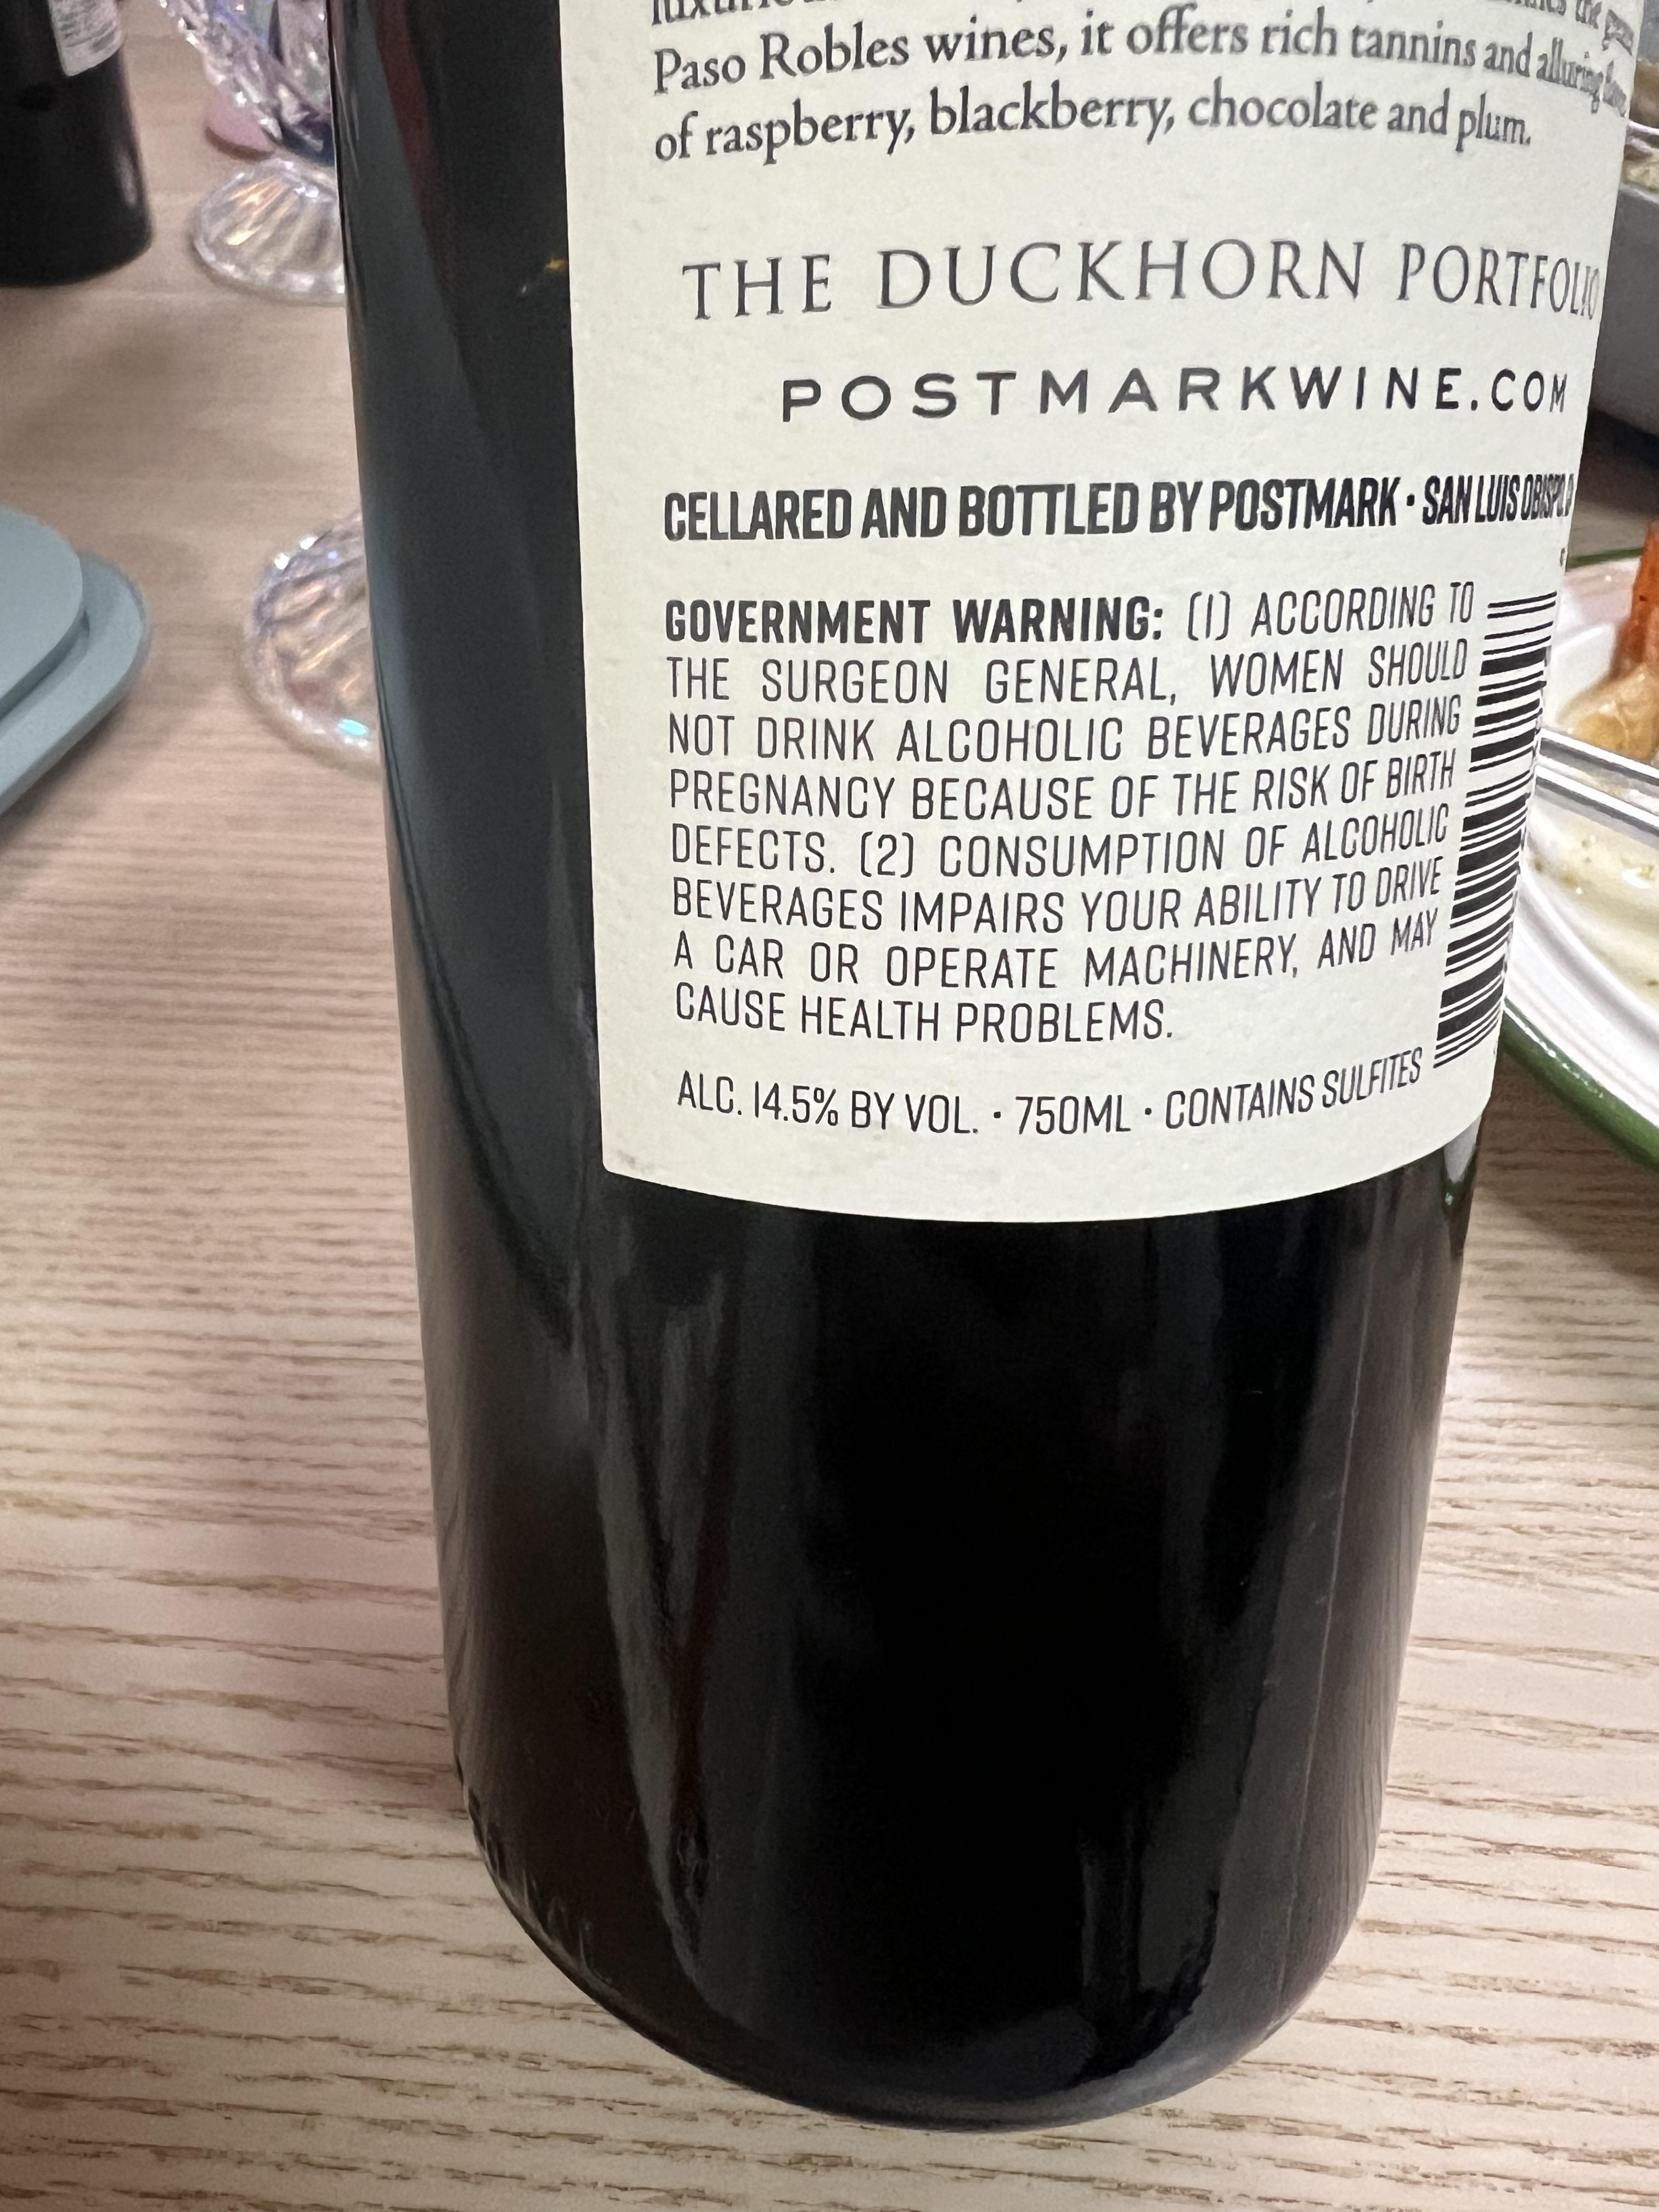 Paso Robles wines, it offers rich tannins and alluring
of raspberry, blackberry, chocolate and plum.
THE DUCKHORN PORTFOLIO
POSTMARKWINE.COM
CELLARED AND BOTTLED BY POSTMARK • SAN LUIS OBISPO,
GOVERNMENT WARNING: (1) ACCORDING TO
THE SURGEON GENERAL, WOMEN SHOULD
NOT DRINK ALCOHOLIC BEVERAGES DURING
PREGNANCY BECAUSE OF THE RISK OF BIRTH
DEFECTS. (2) CONSUMPTION OF ALCOHOLIC
BEVERAGES IMPAIRS YOUR ABILITY TO DRIVE
A CAR OR OPERATE MACHINERY, AND MAY
CAUSE HEALTH PROBLEMS.
ALC. 14.5% BY VOL. • 750ML • CONTAINS SULFITES